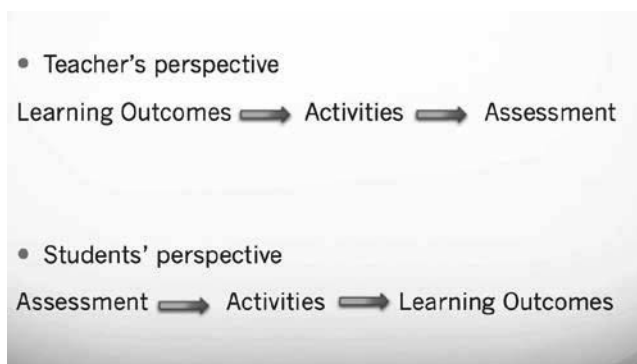 • Teacher's perspective
Learning Outcomes Activities Assessment
• Students' perspective
Assessment Activities Learning Outcomes